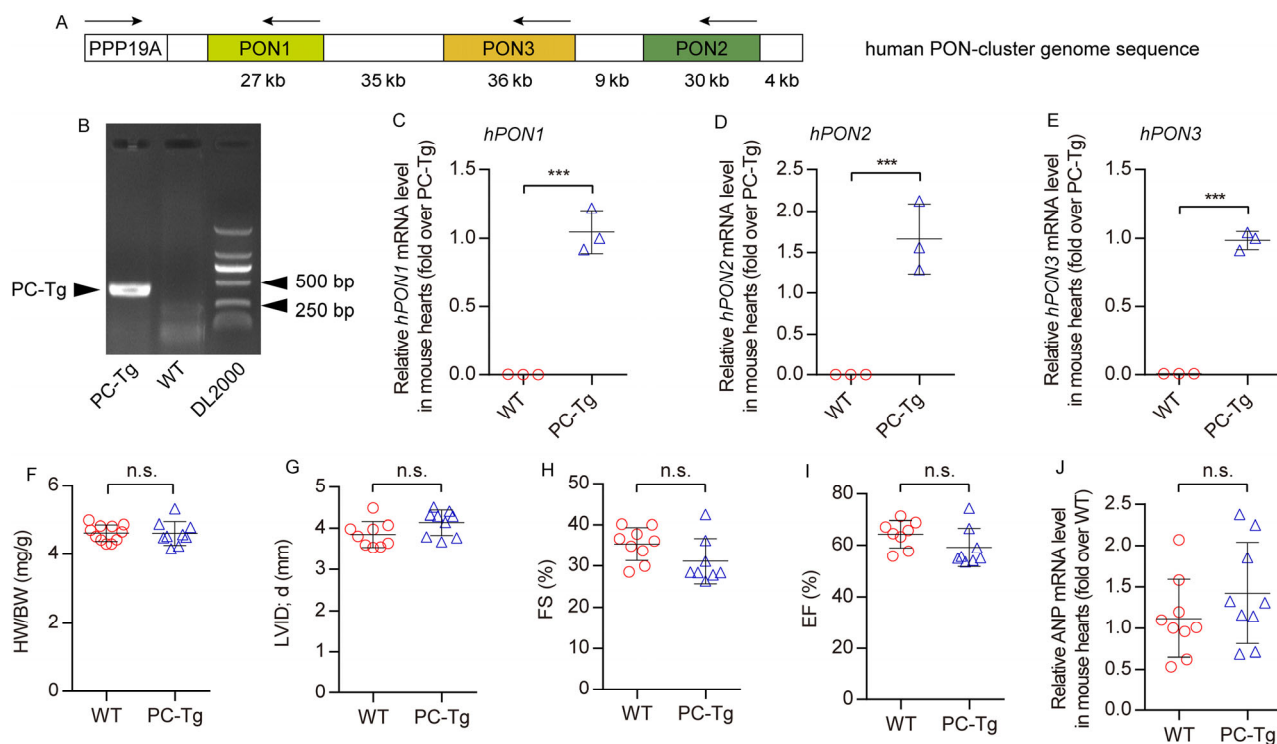 A
PPP19A
PON1
PON3
PON2
human PON-cluster genome sequence
27 kb
35 kb
36 kb
9 kb
30 kb
4 kb
B
PC-Tg
500 bp
250 bp
PC-Tg
WT
DL2000
C
hPON1
Relative hPON1 mRNA level
in mouse hearts (fold over PC-Tg)
1.5
1.0
0.5
0.0
***
WT
PC-Tg
D
hPON2
Relative hPON2 mRNA level
in mouse hearts (fold over PC-Tg)
2.5
2.0
1.5
1.0
0.5
0.0
***
WT
PC-Tg
E
hPON3
Relative hPON3 mRNA level
in mouse hearts (fold over PC-Tg)
1.5
1.0
0.5
0.0
***
WT
PC-Tg
F
HW/BW (mg/g)
6
4
2
0
n.s.
WT
PC-Tg
G
LVID; d (mm)
5
4
3
2
1
0
n.s.
WT
PC-Tg
H
FS (%)
50
40
30
20
10
0
n.s.
WT
PC-Tg
I
EF (%)
80
60
40
20
0
n.s.
WT
PC-Tg
J
Relative ANP mRNA level
in mouse hearts (fold over WT)
2.5
2.0
1.5
1.0
0.5
0.0
n.s.
WT
PC-Tg